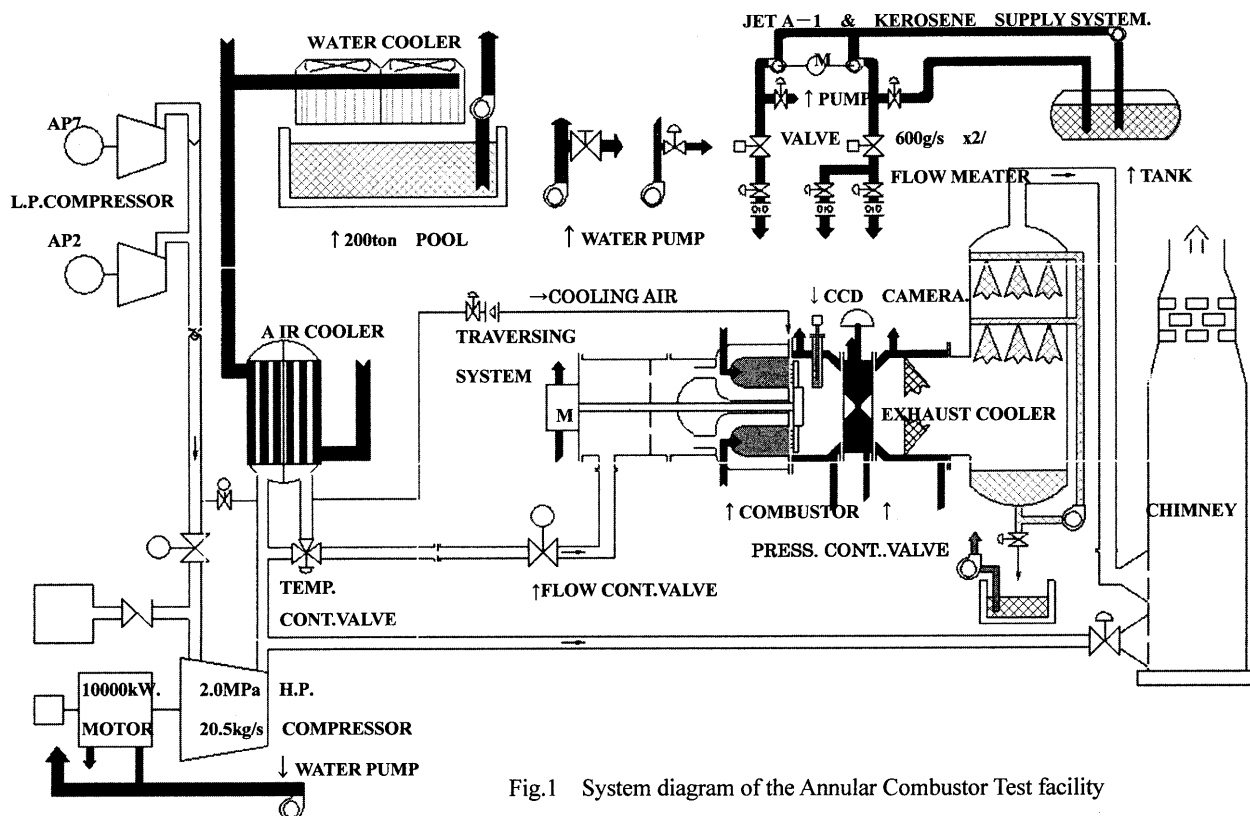 JET A－1 & KEROSENE SUPPLY SYSTEM.
WATER COOLER
M
AP7
↑ PUMP
VALVE 600g/s x2/
FLOW MEATER
↑ TANK
L.P.COMPRESSOR
AP2
↑ 200ton POOL
↑ WATER PUMP
→COOLING AIR
↓ CCD CAMERA.
AIR COOLER
TRAVERSING
SYSTEM
M
EXHAUST COOLER
↑ COMBUSTOR ↑
CHIMNEY
PRESS. CONT..VALVE
TEMP.
CONT.VALVE
↑FLOW CONT.VALVE
10000kW.
MOTOR
2.0MPa H.P.
20.5kg/s COMPRESSOR
↓ WATER PUMP
Fig.1 System diagram of the Annular Combustor Test facility